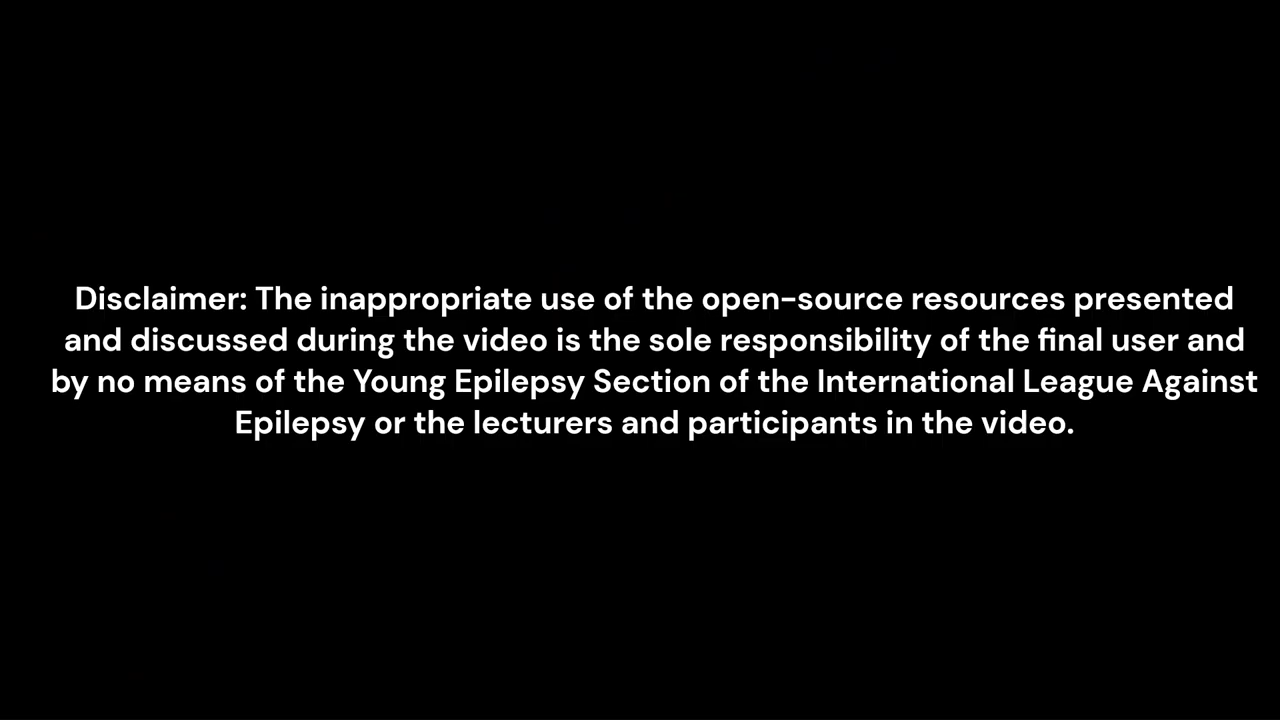 Disclaimer: The inappropriate use of the open-source resources presented
and discussed during the video is the sole responsibility of the final user and
by no means of the Young Epilepsy Section of the International League Against
Epilepsy or the lecturers and participants in the video.